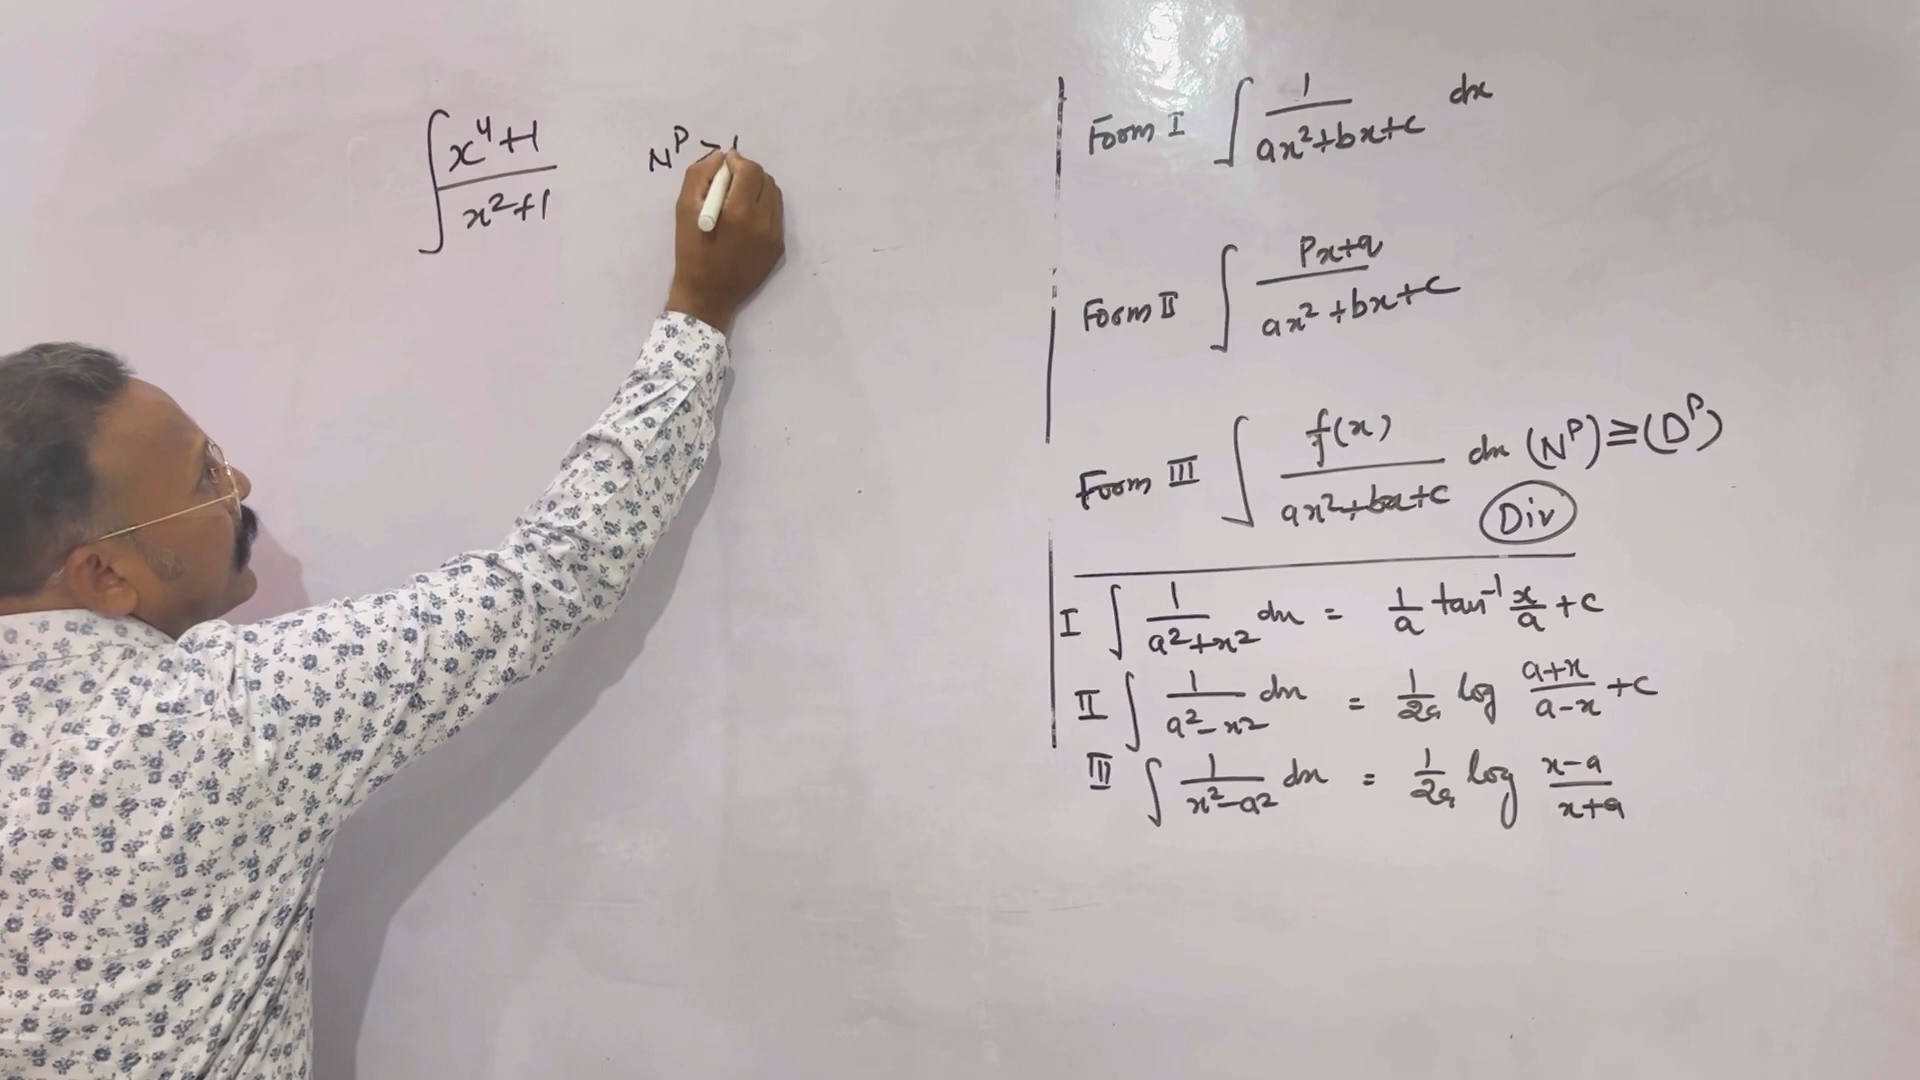 ∫ x⁴+1 / x²+1
Nᴾ >
Form I ∫ 1 / ax²+bx+c dx
Form II ∫ Px+q / ax²+bx+c
Form III ∫ f(x) / ax²+bx+c dx (Nᴾ) ≥ (Dᴾ)
Div
I ∫ 1 / a²+x² dx = 1/a tan⁻¹ x/a + c
II ∫ 1 / a²-x² dx = 1/2a log a+x / a-x + c
III ∫ 1 / x²-a² dx = 1/2a log x-a / x+a